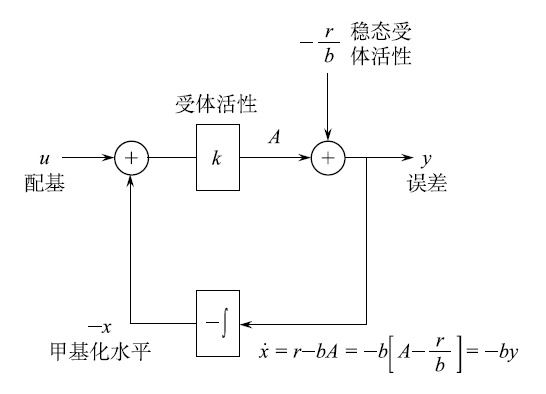 −r/b 稳态受
体活性
受体活性
A
u
+
k
+
y
配基
误差
−x
−∫
甲基化水平
ẋ = r−bA = −b[A−r/b] = −by